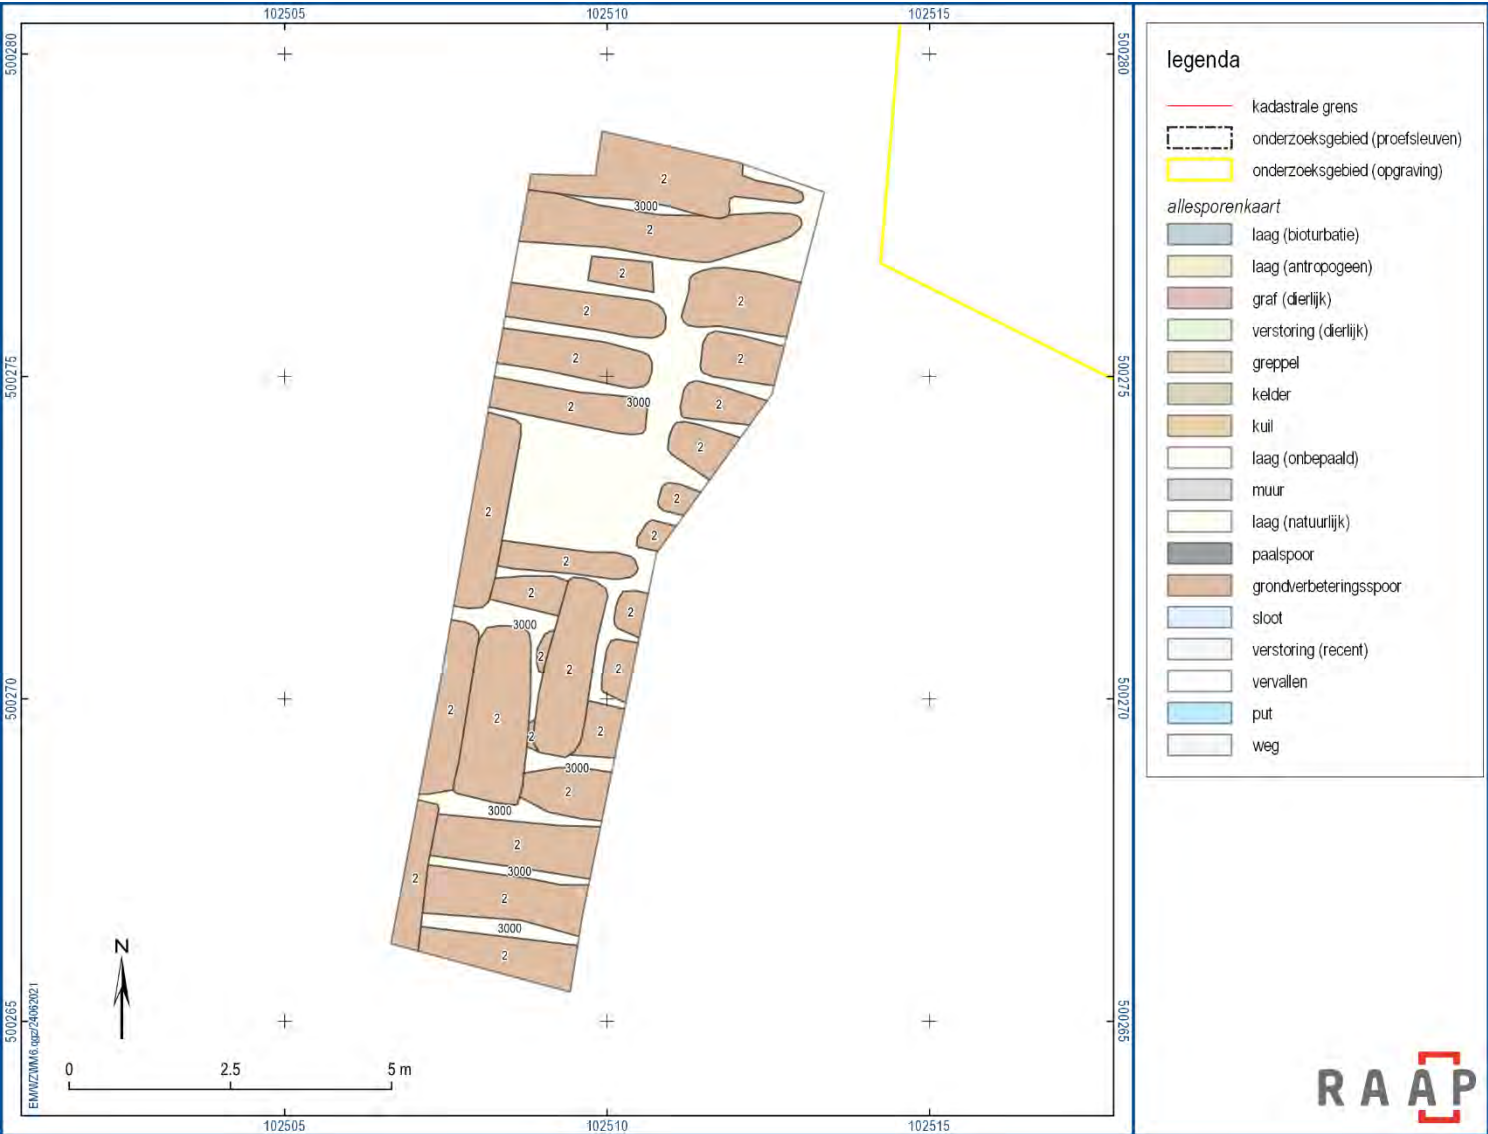 102505 102510 102515
500280 500280
2
3000
2
2
2
2
2
2
2
2
3000
2
2
2
2
2
2
2
2
3000
2
2
2
2
2
2
2
2
3000
2
3000
2
3000
2
2
3000
2
500275 500275
500270 500270
500265 500265
N
0 2.5 5 m
102505 102510 102515
legenda
kadastrale grens
onderzoeksgebied (proefsleuven)
onderzoeksgebied (opgraving)
allesporenkaart
laag (bioturbatie)
laag (antropogeen)
graf (dierlijk)
verstoring (dierlijk)
greppel
kelder
kuil
laag (onbepaald)
muur
laag (natuurlijk)
paalspoor
grondverbeteringsspoor
sloot
verstoring (recent)
vervallen
put
weg
RAAP